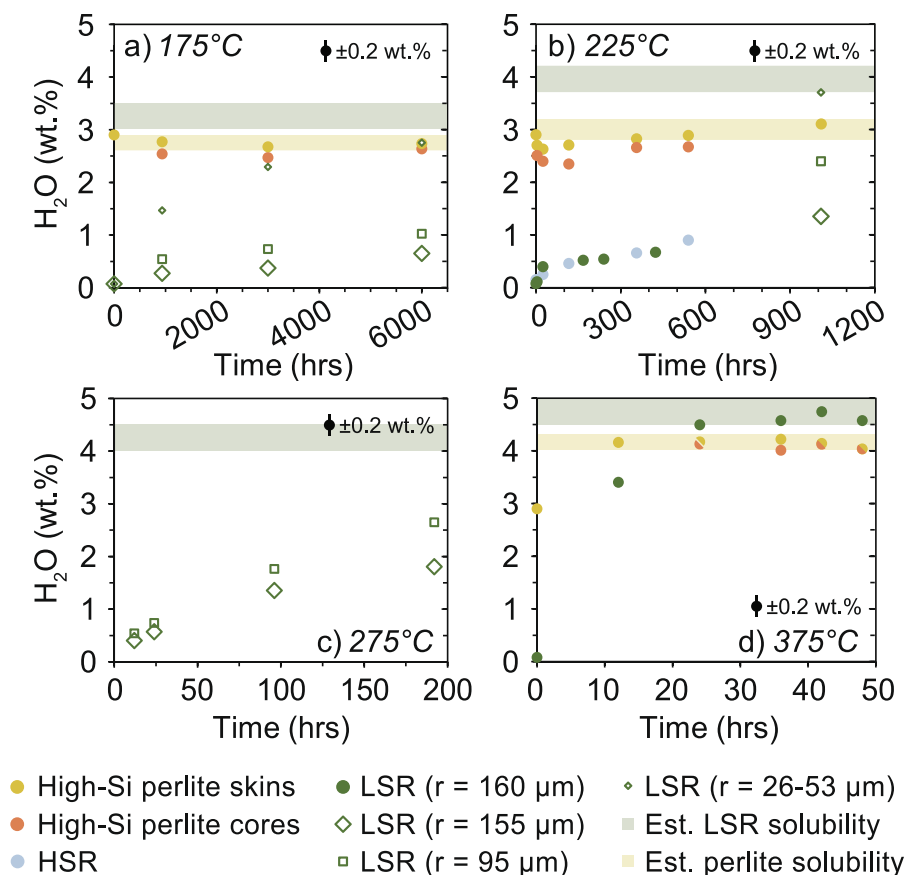 a) 175°C
±0.2 wt.%
H₂O (wt.%)
5
4
3
2
1
0
0
2000
4000
6000
Time (hrs)
b) 225°C
±0.2 wt.%
5
4
3
2
1
0
0
300
600
900
1200
Time (hrs)
±0.2 wt.%
H₂O (wt.%)
5
4
3
2
1
0
c) 275°C
0
50
100
150
200
Time (hrs)
5
4
3
2
1
0
±0.2 wt.%
d) 375°C
0
10
20
30
40
50
Time (hrs)
High-Si perlite skins
High-Si perlite cores
HSR
LSR (r = 160 μm)
LSR (r = 155 μm)
LSR (r = 95 μm)
LSR (r = 26-53 μm)
Est. LSR solubility
Est. perlite solubility